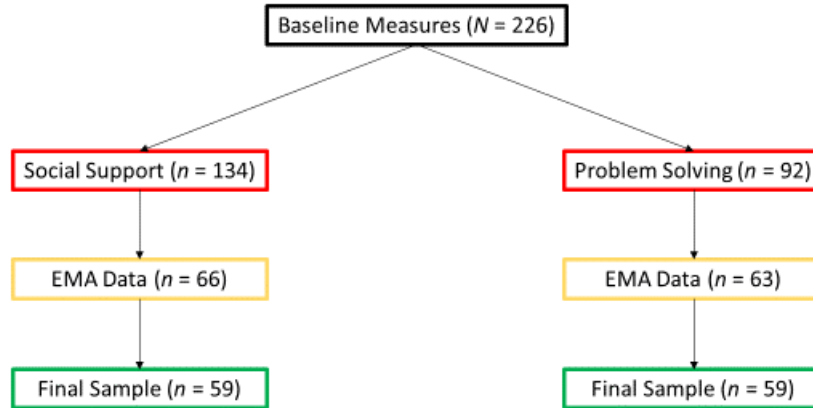 Baseline Measures (N = 226)
Social Support (n = 134)
Problem Solving (n = 92)
EMA Data (n = 66)
EMA Data (n = 63)
Final Sample (n = 59)
Final Sample (n = 59)